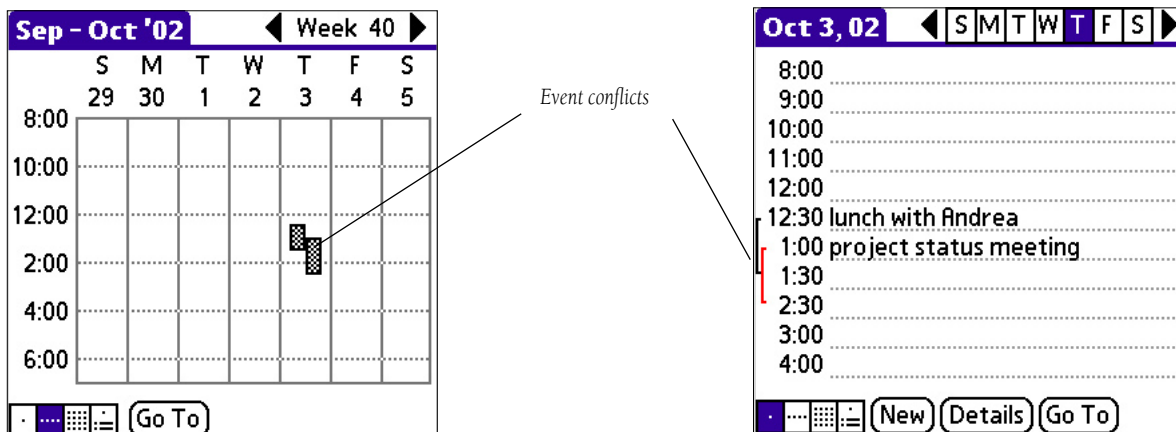 Sep - Oct '02 Week 40
S M T W T F S
29 30 1 2 3 4 5
8:00
10:00
12:00
2:00
4:00
6:00
Go To
Event conflicts
Oct 3, 02 S M T W T F S
8:00
9:00
10:00
11:00
12:00
12:30 lunch with Andrea
1:00 project status meeting
1:30
2:30
3:00
4:00
New Details Go To